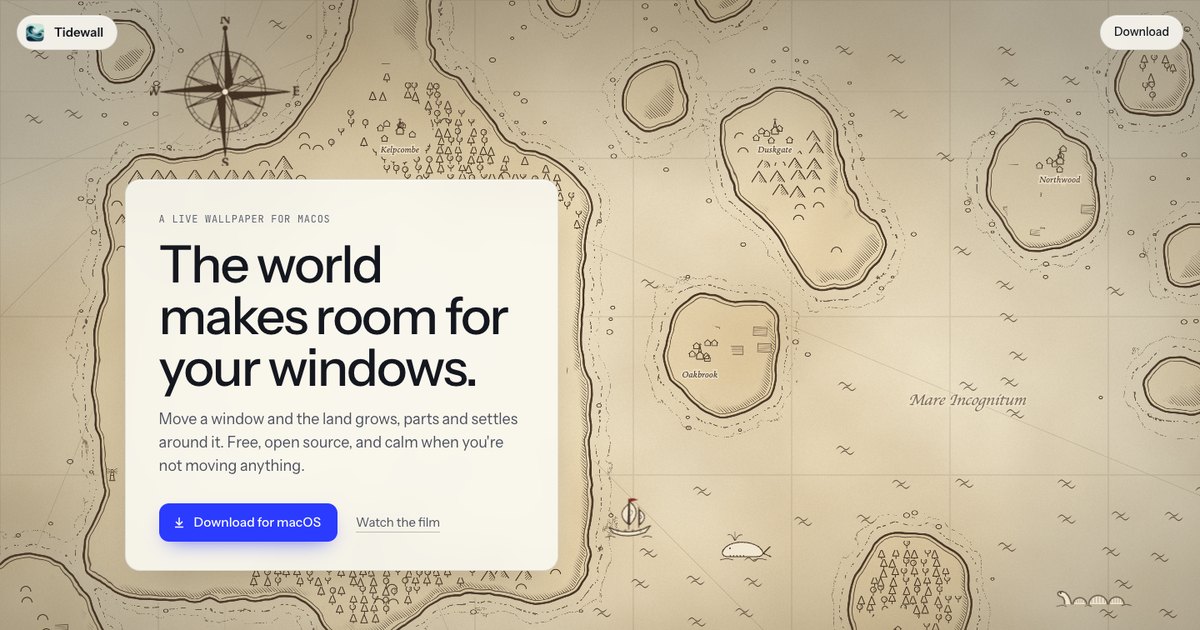 Tidewall
Download
N
W
E
S
Kelpcombe
Duskgate
Northwood
A LIVE WALLPAPER FOR MACOS
The world
makes room for
your windows.
Oakbrook
Mare Incognitum
Move a window and the land grows, parts and settles
around it. Free, open source, and calm when you're
not moving anything.
Download for macOS
Watch the film